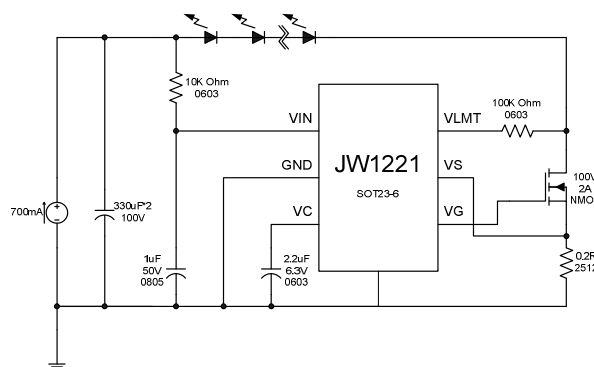 10K Ohm
0603
100K Ohm
0603
VIN
VLMT
JW1221
GND
VS
SOT23-6
100V
2A
NMO
700mA
330uF*2
100V
VC
VG
1uF
50V
0805
2.2uF
6.3V
0603
0.2R
2512